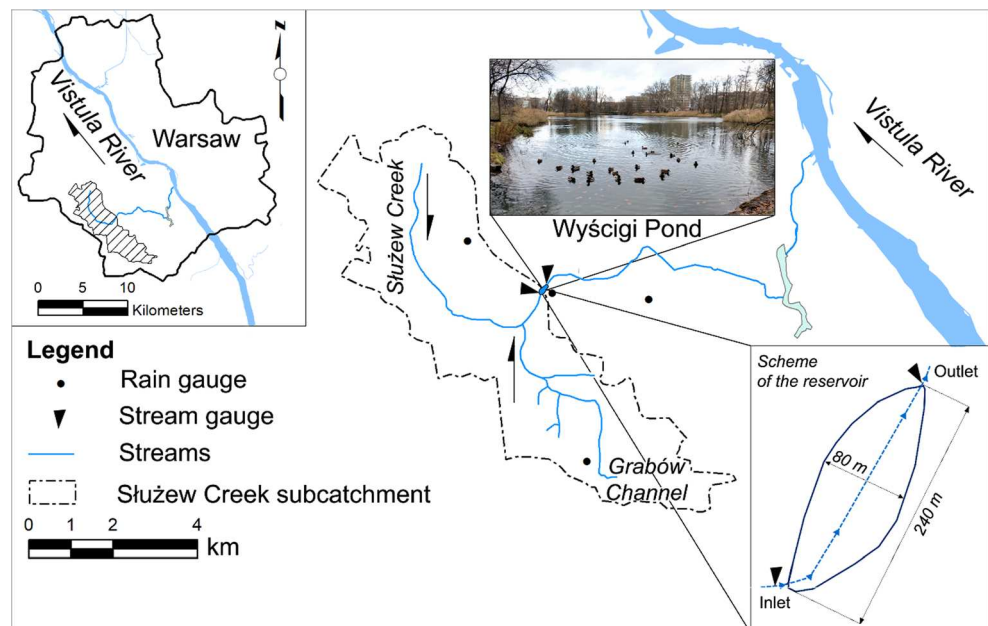 N
Vistula River
Warsaw
0 5 10
Kilometers
Służew Creek
Wyścigi Pond
Vistula River
Legend
Rain gauge
Stream gauge
Streams
Służew Creek subcatchment
0 1 2 4
km
Grabów
Channel
Scheme
of the reservoir
Outlet
80 m
240 m
Inlet